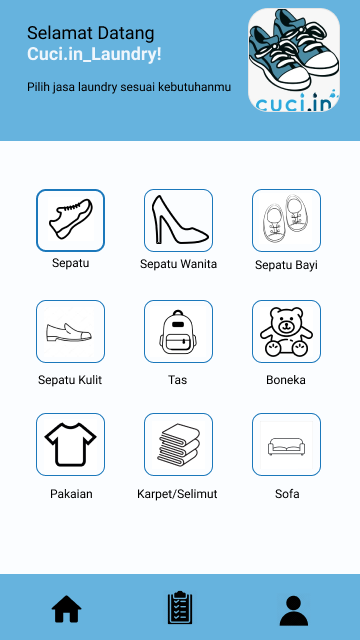 Selamat Datang
Cuci.in_Laundry!
Pilih jasa laundry sesuai kebutuhanmu
cuci.in
Sepatu
Sepatu Wanita
Sepatu Bayi
Sepatu Kulit
Tas
Boneka
Pakaian
Karpet/Selimut
Sofa